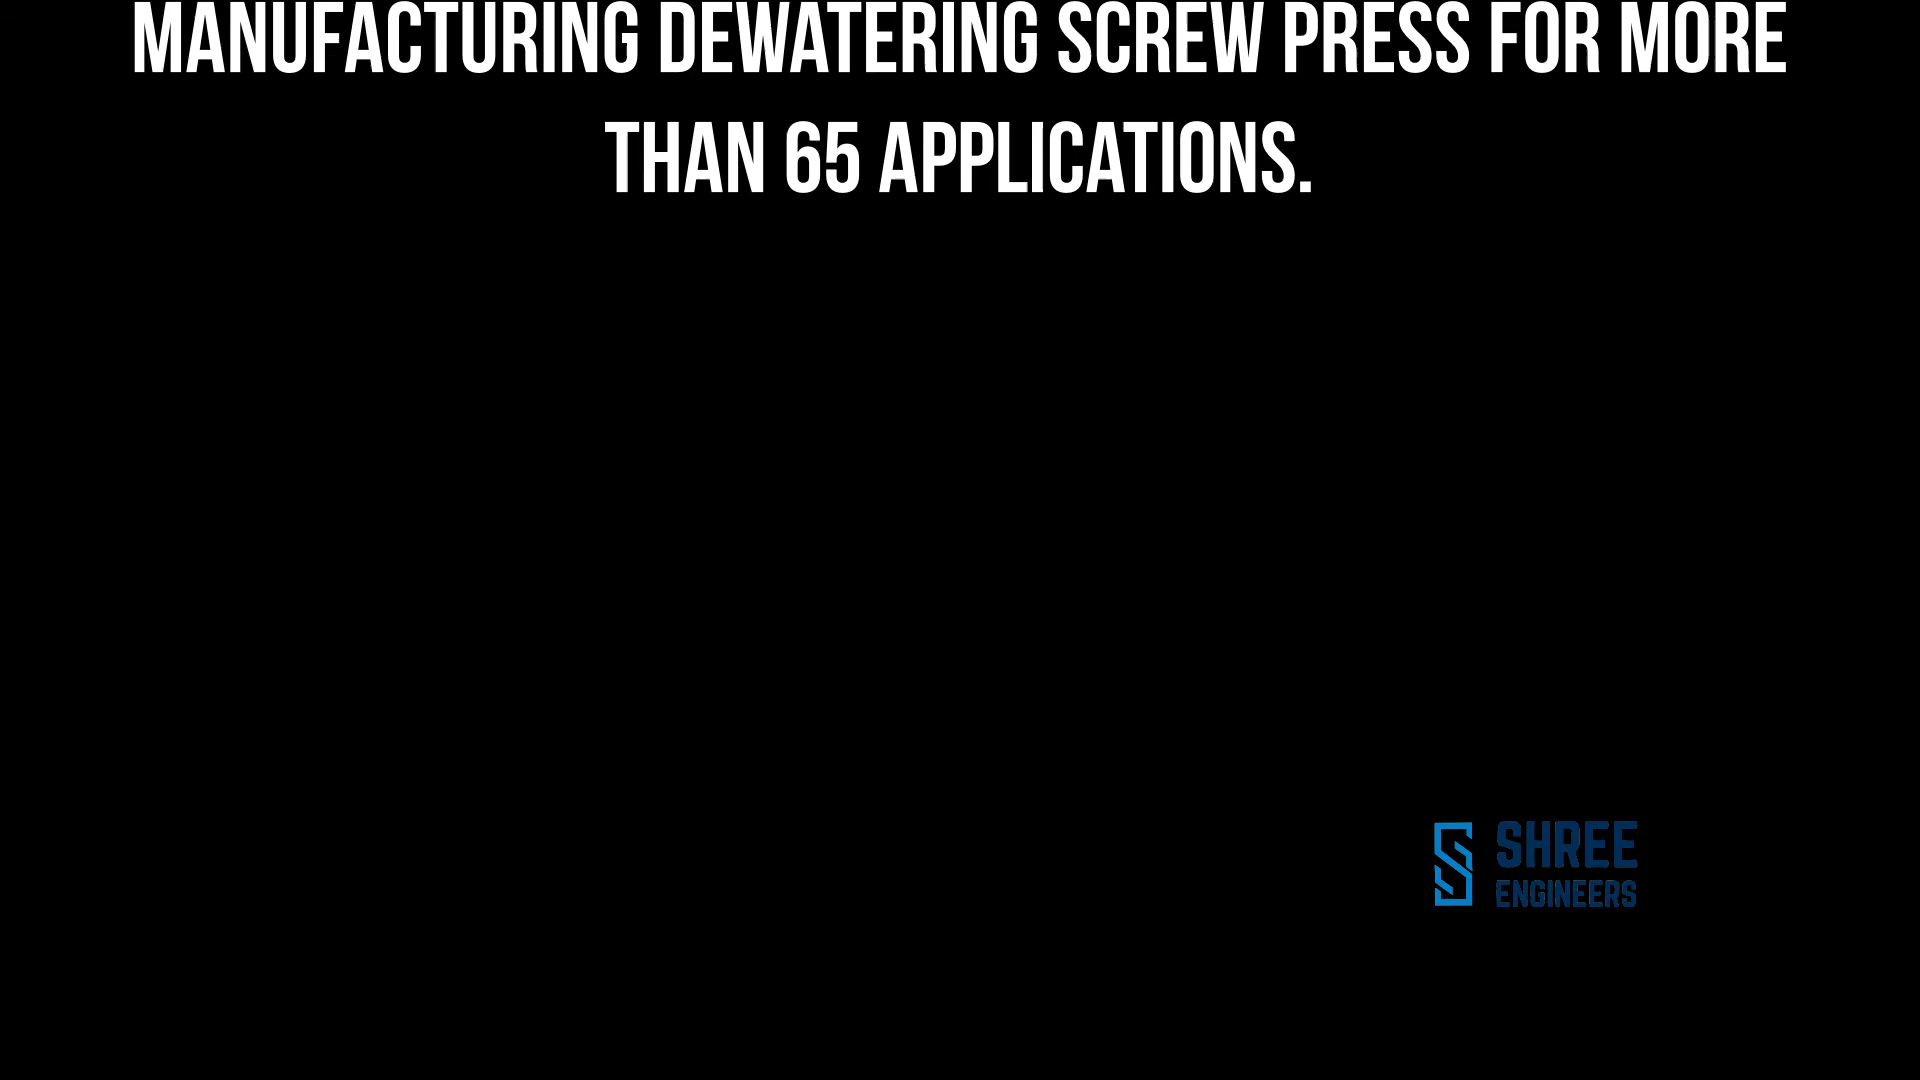 MANUFACTURING DEWATERING SCREW PRESS FOR MORE
THAN 65 APPLICATIONS.
SHREE
ENGINEERS